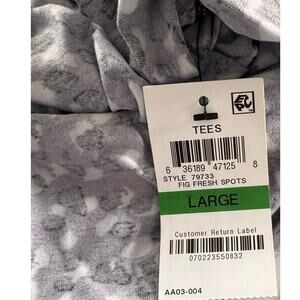 TEES
6 36189 47125 8
STYLE 79733
FIG FRESH SPOTS
LARGE
Customer Return Label
070223550832
AA03-004